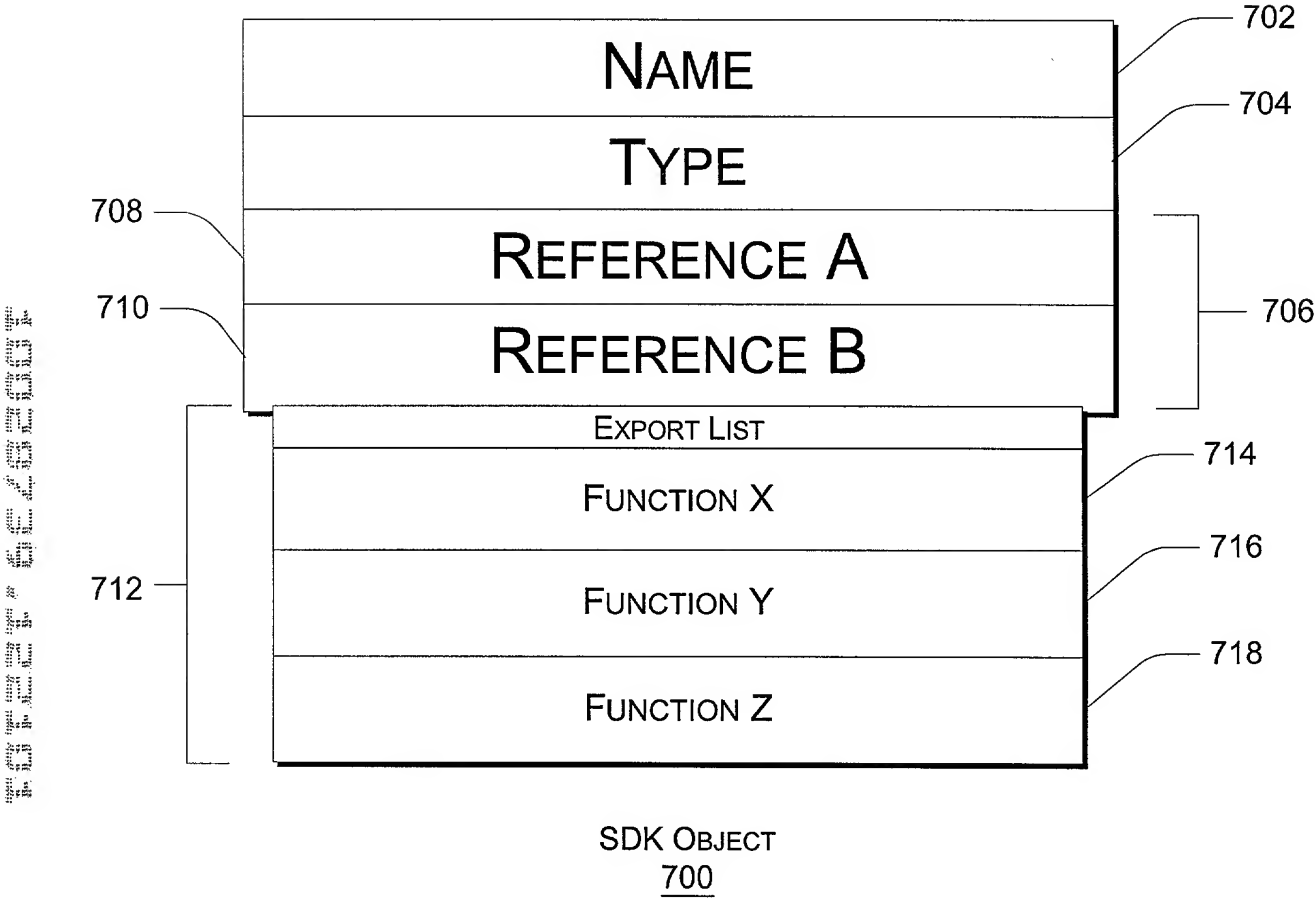 NAME
702
TYPE
704
708
REFERENCE A
710
REFERENCE B
706
EXPORT LIST
FUNCTION X
714
712
FUNCTION Y
716
FUNCTION Z
718
SDK OBJECT
700